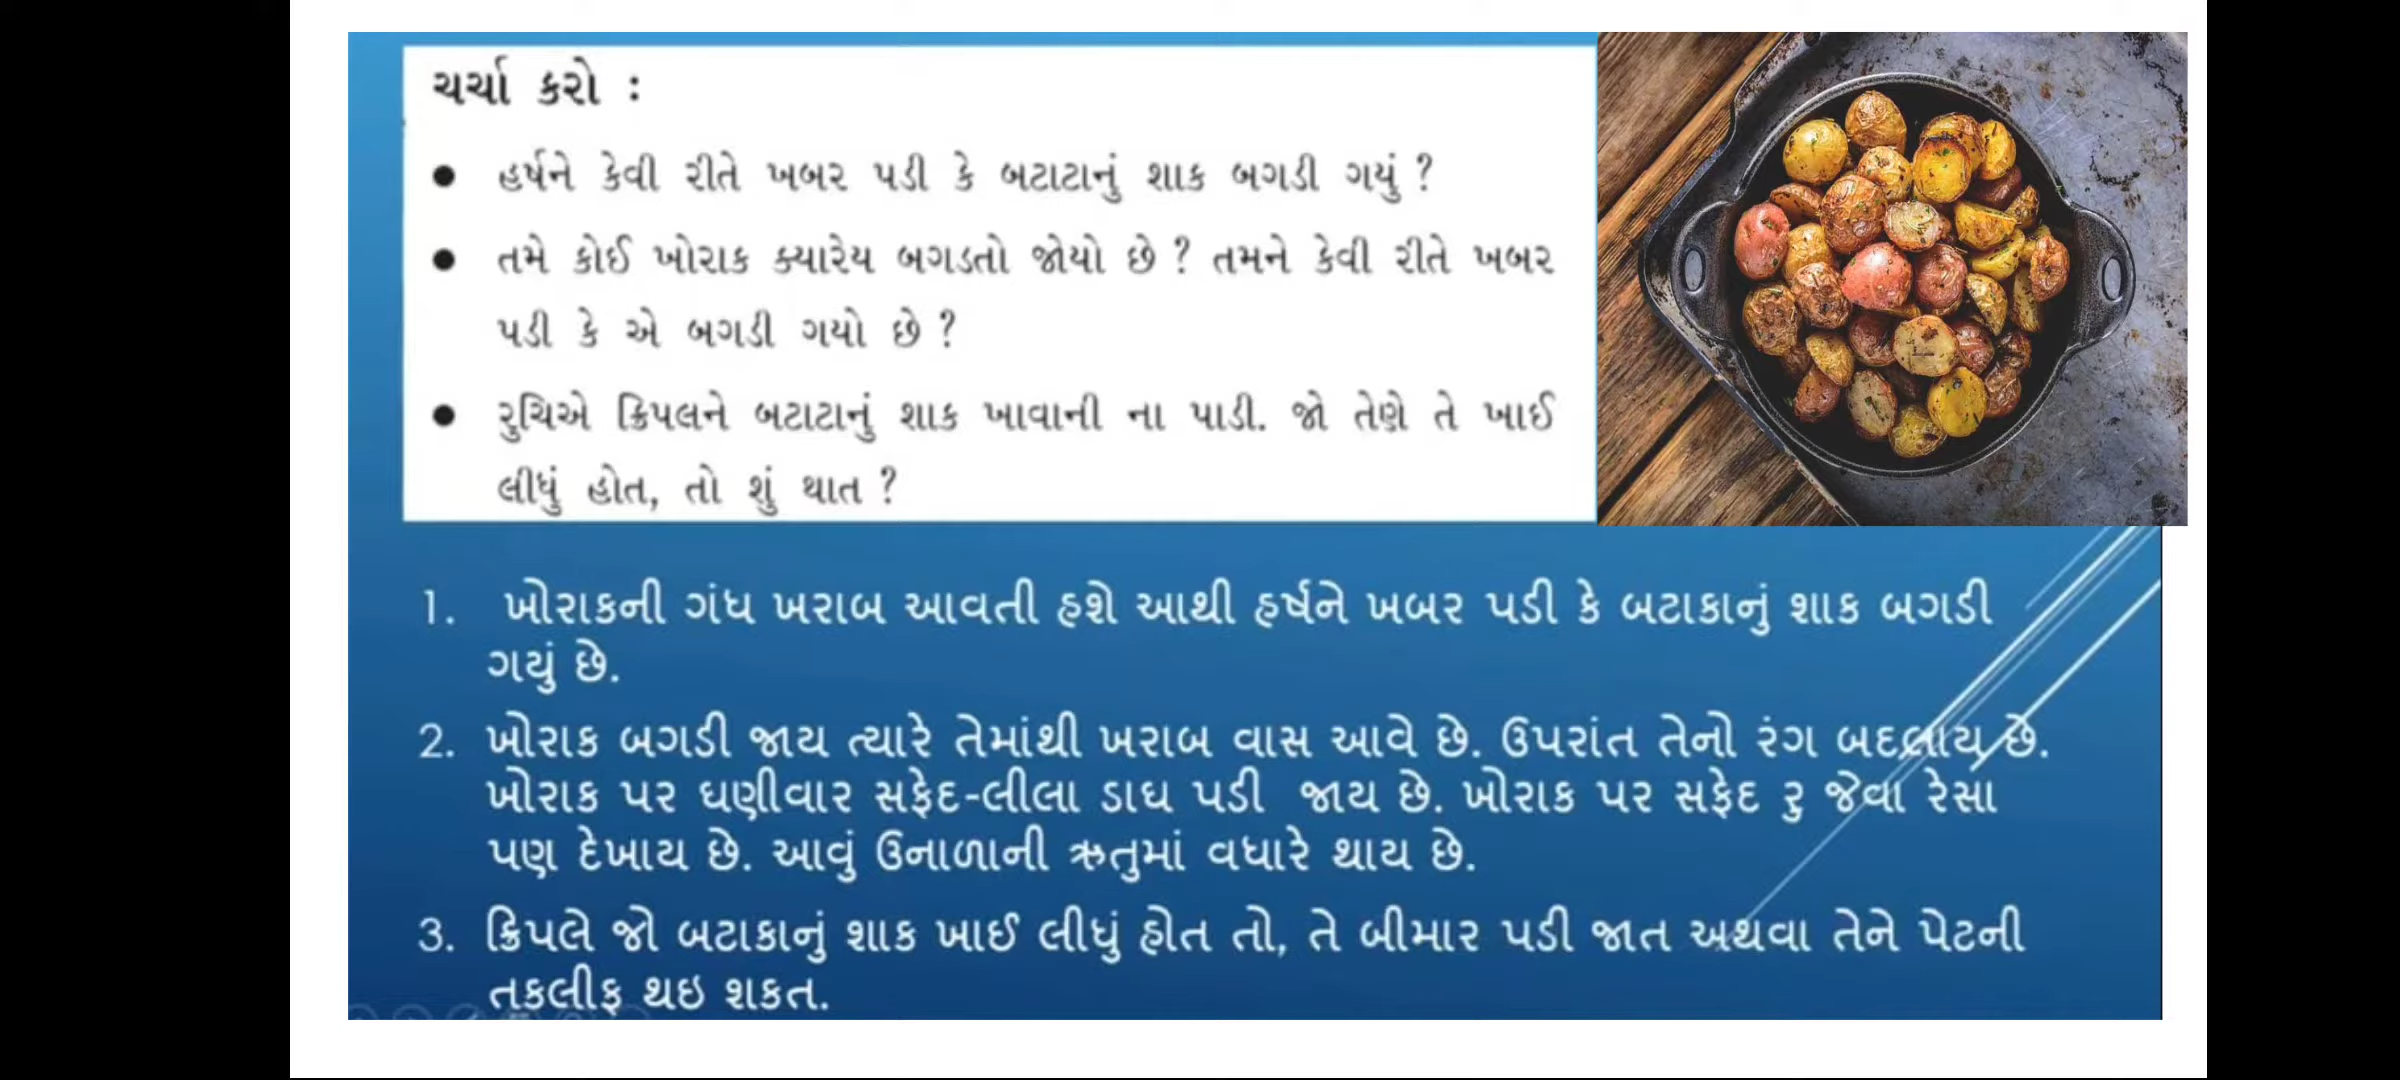 ચર્ચા કરો :
● હર્ષને કેવી રીતે ખબર પડી કે બટાટાનું શાક બગડી ગયું ?
● તમે કોઈ ખોરાક ક્યારેય બગડતો જોયો છે ? તમને કેવી રીતે ખબર
પડી કે એ બગડી ગયો છે ?
● રુચિએ ક્રિપલને બટાટાનું શાક ખાવાની ના પાડી. જો તેણે તે ખાઈ
લીધું હોત, તો શું થાત ?
1. ખોરાકની ગંધ ખરાબ આવતી હશે આથી હર્ષને ખબર પડી કે બટાકાનું શાક બગડી
ગયું છે.
2. ખોરાક બગડી જાય ત્યારે તેમાંથી ખરાબ વાસ આવે છે. ઉપરાંત તેનો રંગ બદલાય છે.
ખોરાક પર ઘણીવાર સફેદ-લીલા ડાઘ પડી જાય છે. ખોરાક પર સફેદ રુ જેવા રેસા
પણ દેખાય છે. આવું ઉનાળાની ઋતુમાં વધારે થાય છે.
3. ક્રિપલે જો બટાકાનું શાક ખાઈ લીધું હોત તો, તે બીમાર પડી જાત અથવા તેને પેટની
તકલીફ થઇ શકત.